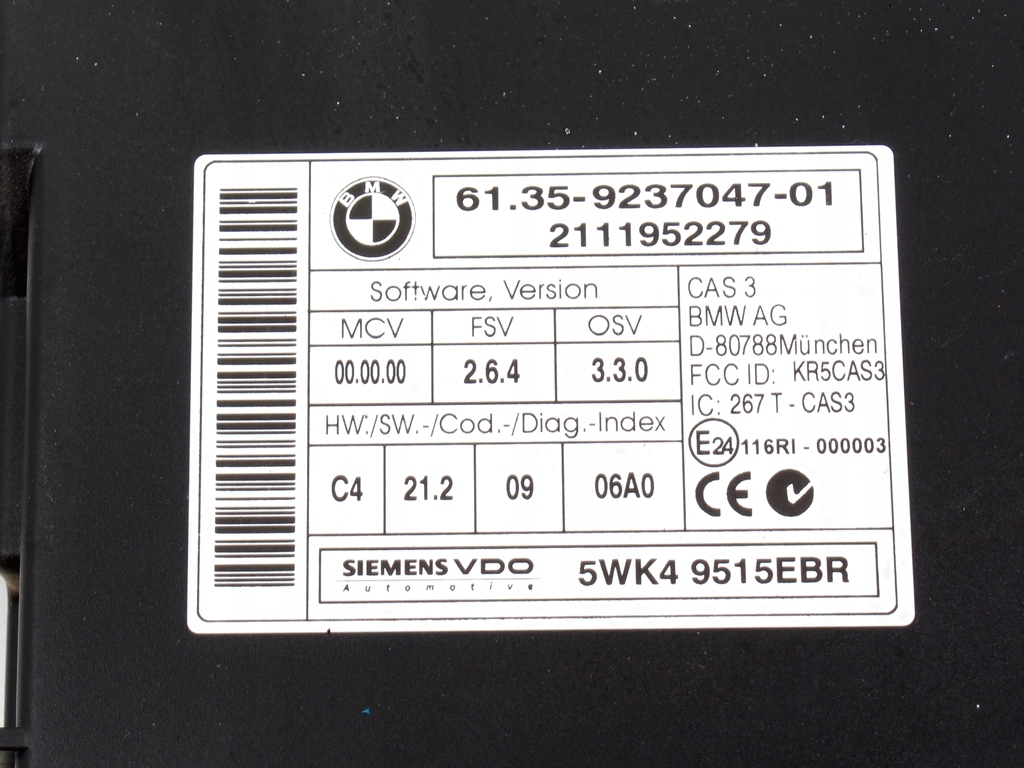 BMW
61.35-9237047-01
2111952279
Software, Version
MCV FSV OSV
00.00.00 2.6.4 3.3.0
HW./SW.-/Cod.-/Diag.-Index
C4 21.2 09 06A0
CAS 3
BMW AG
D-80788München
FCC ID: KR5CAS3
IC: 267 T - CAS3
E24 116RI - 000003
CE
SIEMENS VDO
Automotive
5WK4 9515EBR